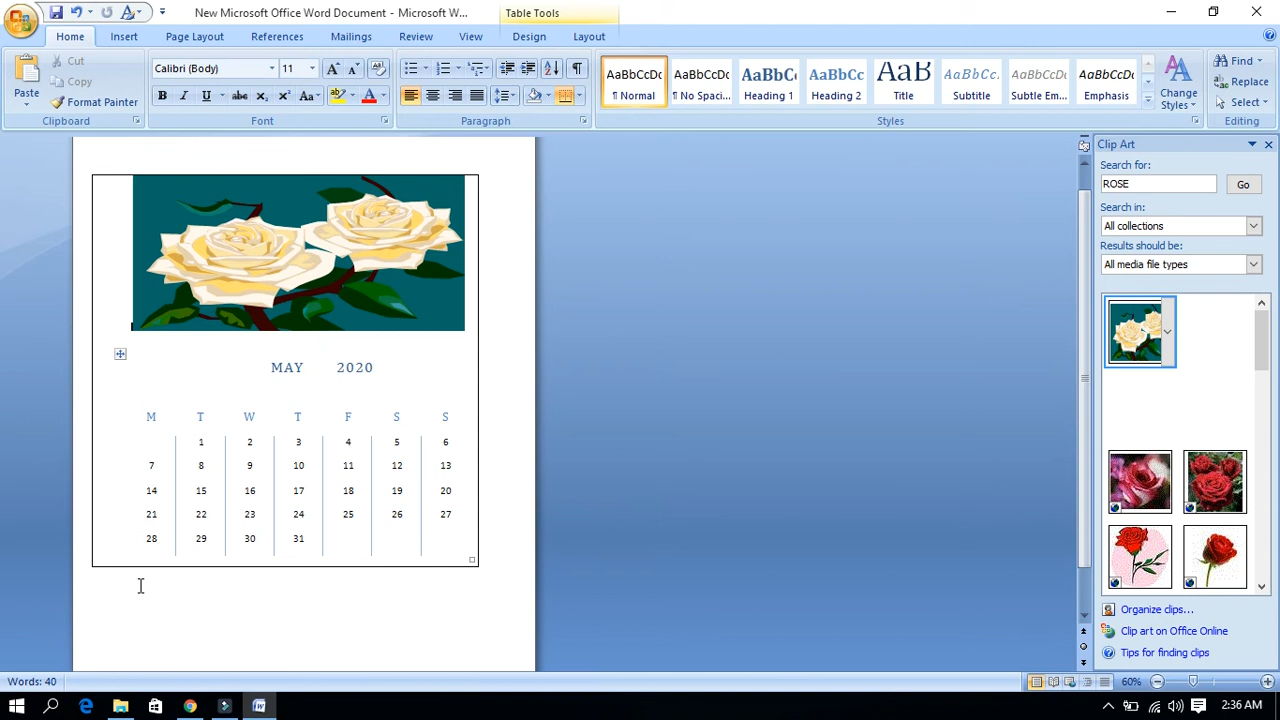 New Microsoft Office Word Document - Microsoft W...
Table Tools
Home Insert Page Layout References Mailings Review View Design Layout
Paste
Cut
Copy
Format Painter
Clipboard
Calibri (Body) 11
B I U abc X₂ X² Aa
Font
Paragraph
AaBbCcDc AaBbCcDc AaBbCc AaBbCc AaB AaBbCc. AaBbCcDc AaBbCcDc
¶ Normal ¶ No Spaci... Heading 1 Heading 2 Title Subtitle Subtle Em... Emphasis
Styles
Change
Styles
Find
Replace
Select
Editing
MAY 2020
M T W T F S S
1 2 3 4 5 6
7 8 9 10 11 12 13
14 15 16 17 18 19 20
21 22 23 24 25 26 27
28 29 30 31
Clip Art
Search for:
ROSE Go
Search in:
All collections
Results should be:
All media file types
Organize clips...
Clip art on Office Online
Tips for finding clips
Words: 40
60%
2:36 AM